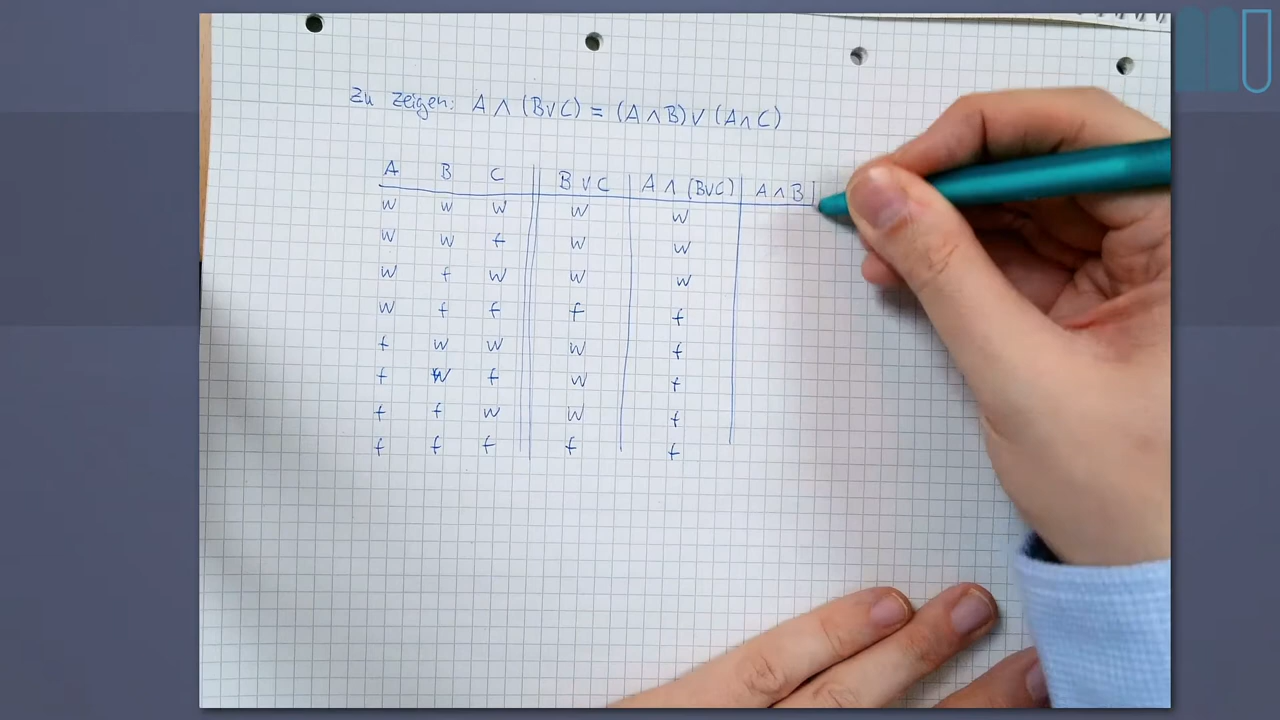 Zu zeigen: A ∧ (B∨C) = (A∧B) ∨ (A∧C)
A B C B ∨ C A ∧ (B∨C) A ∧ B
w w w w w
w w f w w
w f w w w
w f f f f
f w w w f
f w f w f
f f w w f
f f f f f